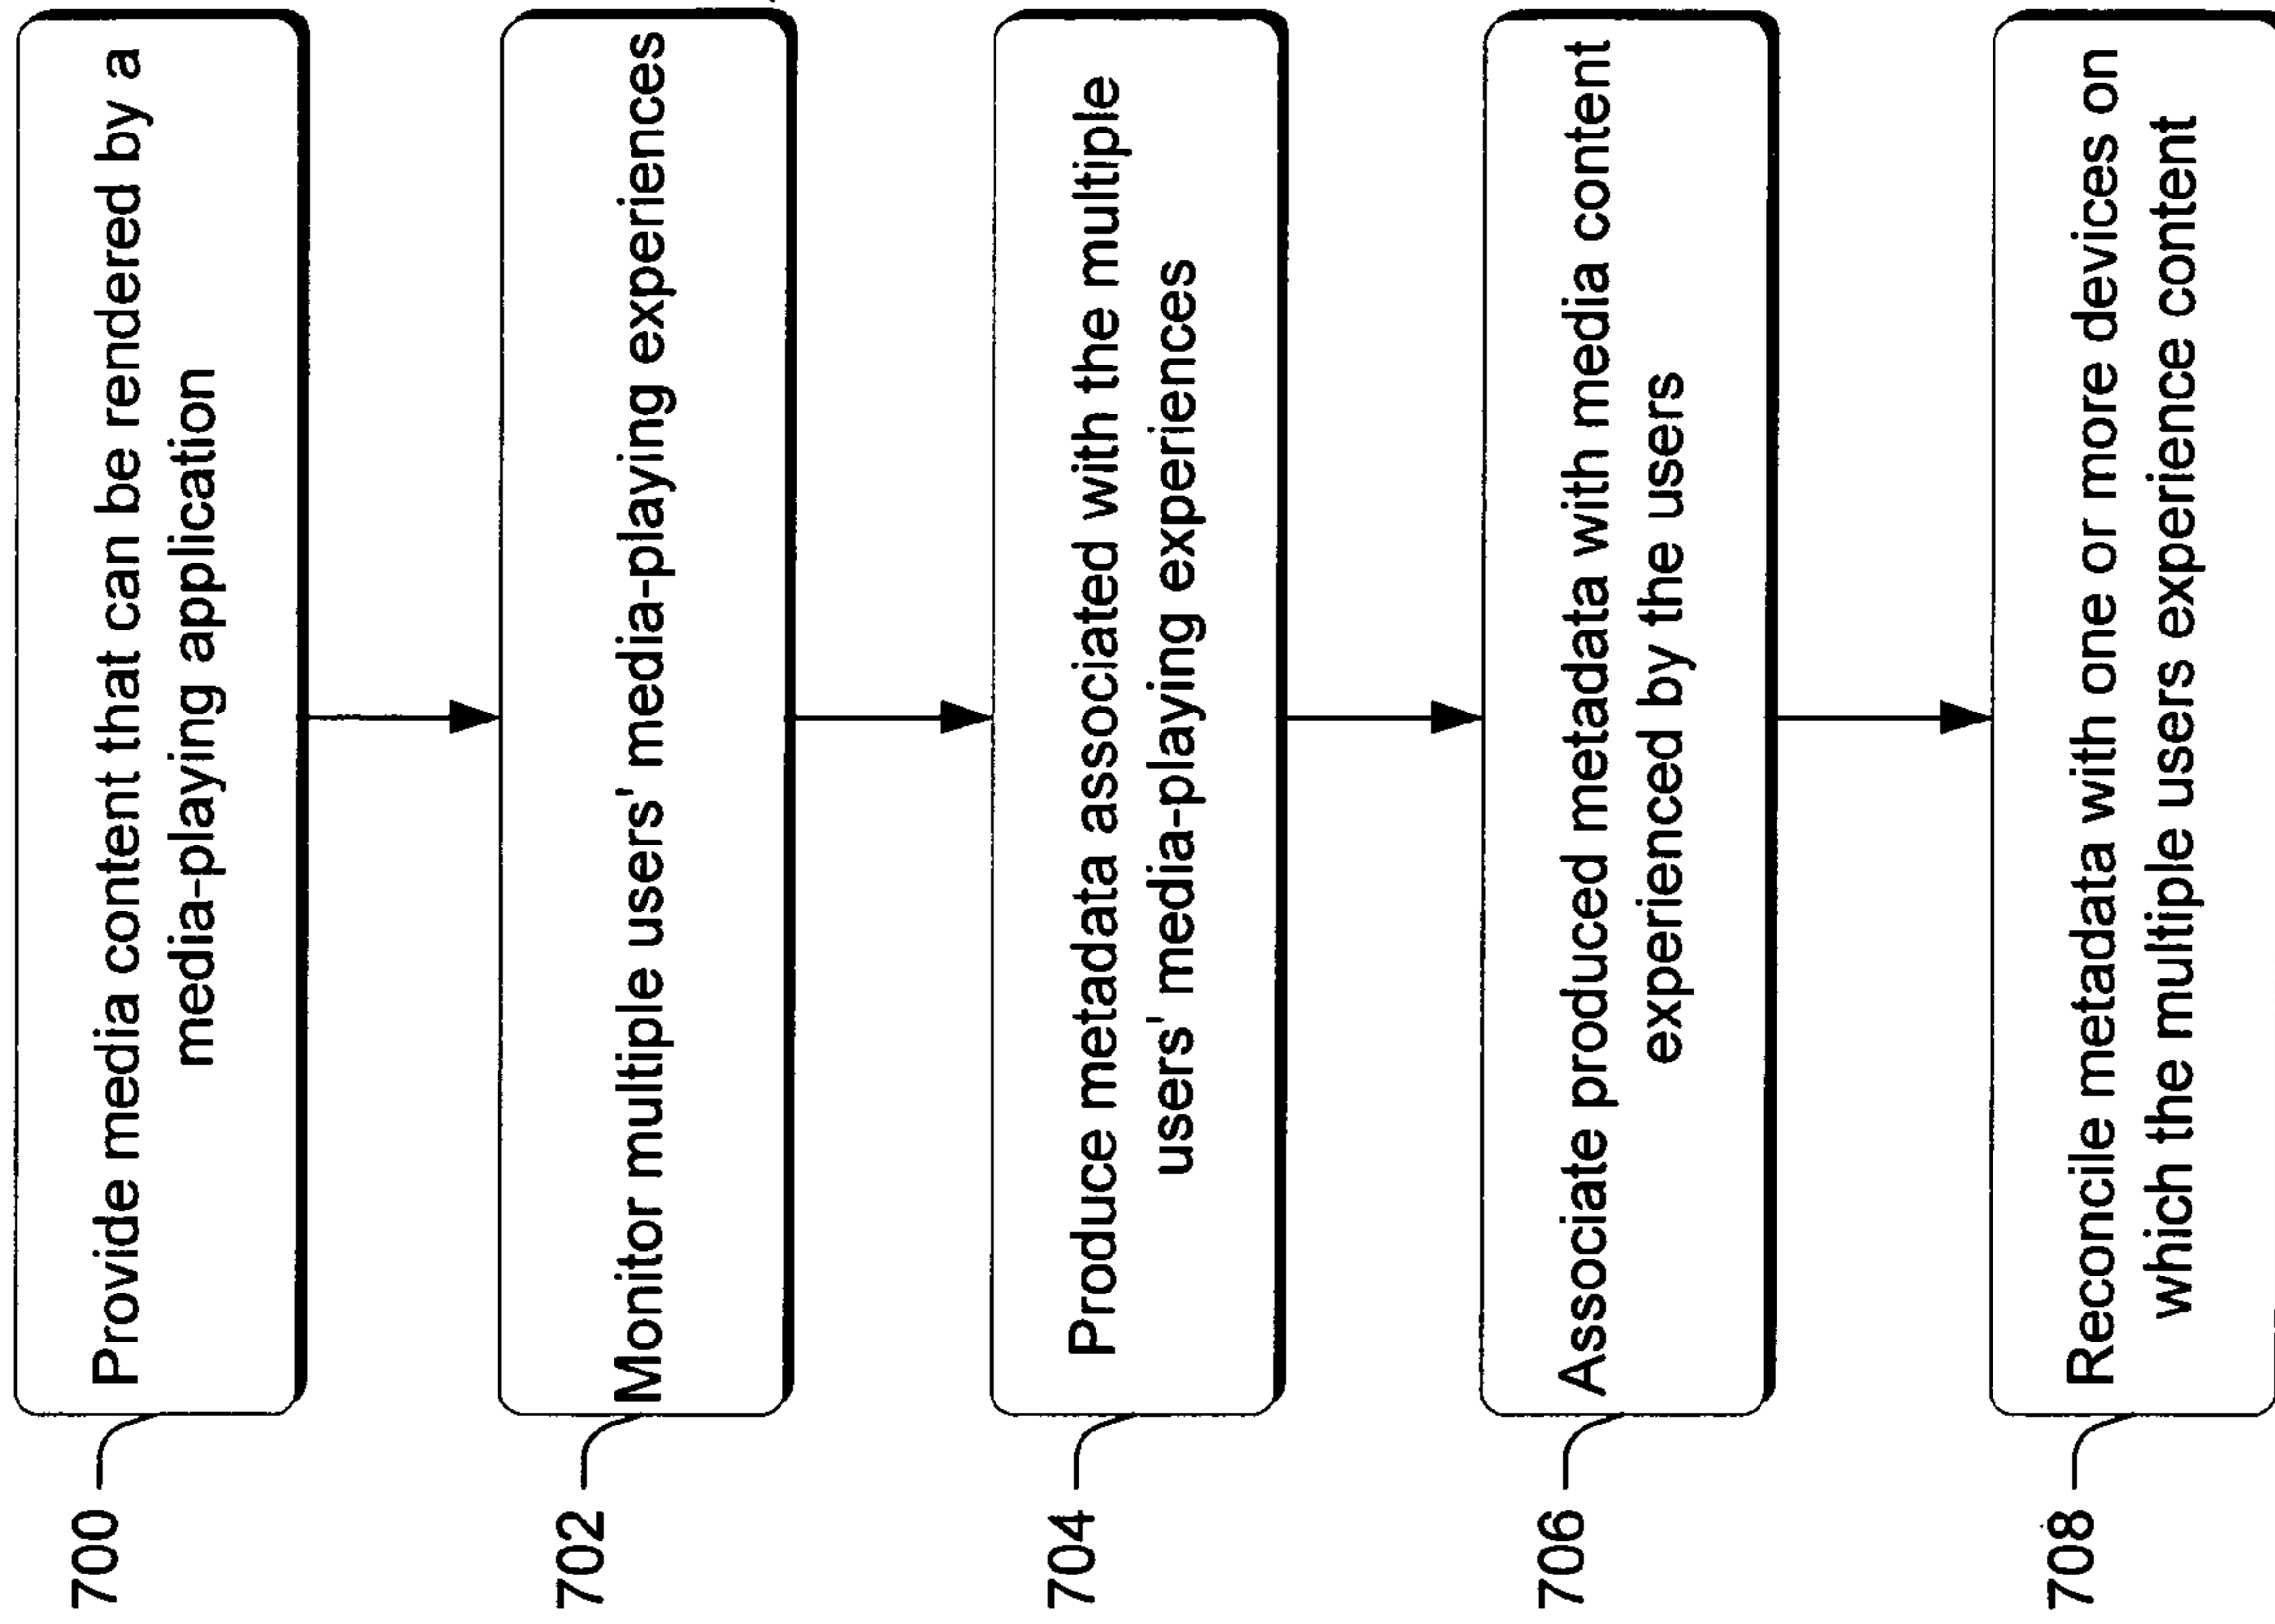 700
Provide media content that can be rendered by a
media-playing application
702
Monitor multiple users' media-playing experiences
704
Produce metadata associated with the multiple
users' media-playing experiences
706
Associate produced metadata with media content
experienced by the users
708
Reconcile metadata with one or more devices on
which the multiple users experience content